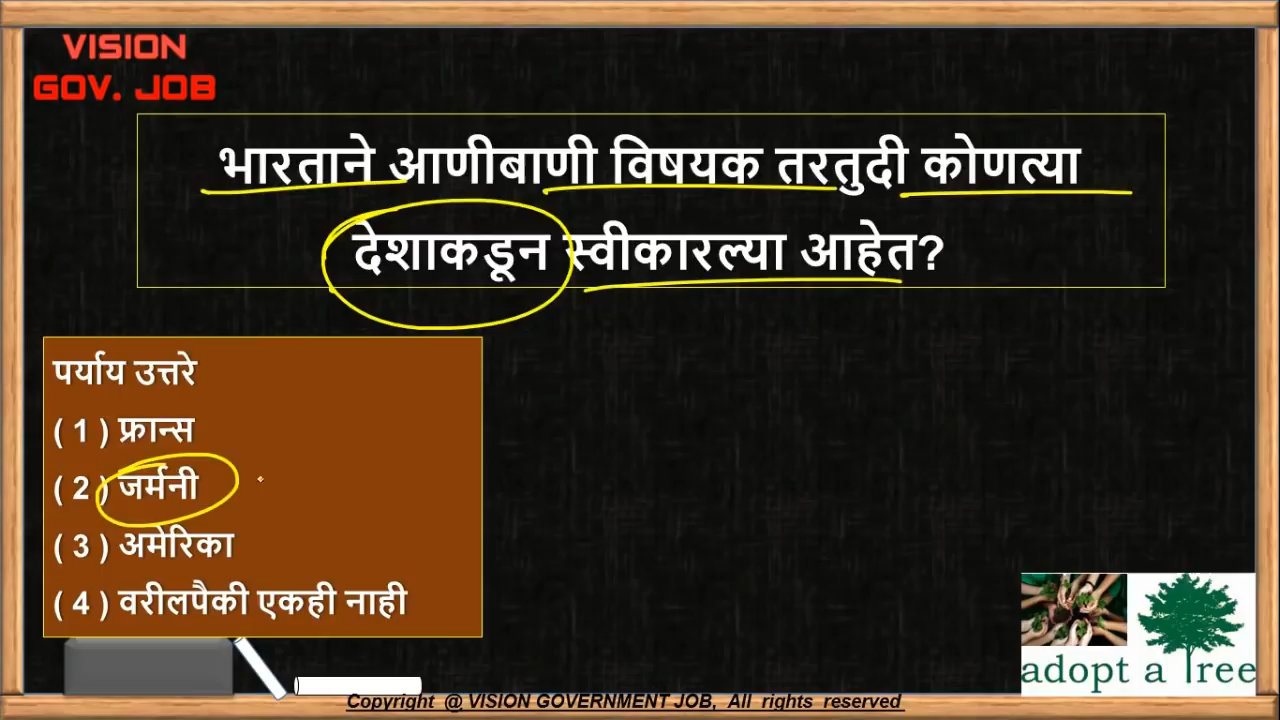 VISION
GOV. JOB
भारताने आणीबाणी विषयक तरतुदी कोणत्या
देशाकडून स्वीकारल्या आहेत?
पर्याय उत्तरे
( 1 ) फ्रान्स
( 2 ) जर्मनी
( 3 ) अमेरिका
( 4 ) वरीलपैकी एकही नाही
adopt a Tree
Copyright @ VISION GOVERNMENT JOB, All rights reserved